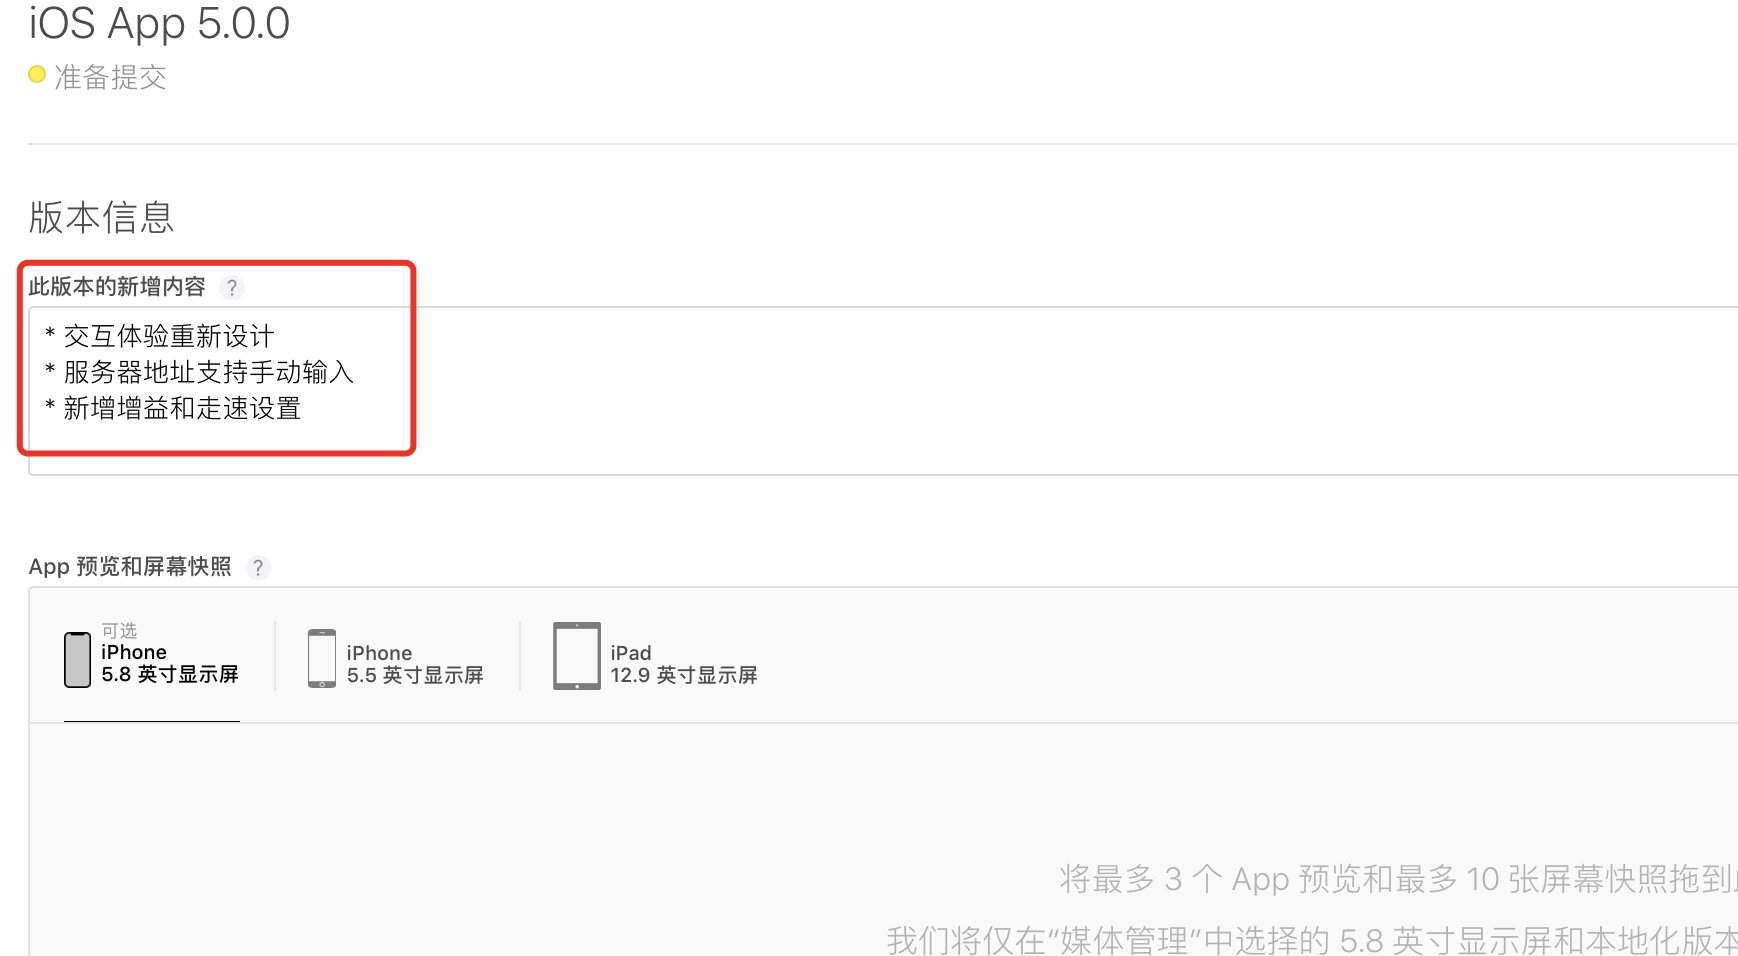 iOS App 5.0.0
准备提交
版本信息
此版本的新增内容 ?
* 交互体验重新设计
* 服务器地址支持手动输入
* 新增增益和走速设置
App 预览和屏幕快照 ?
可选
iPhone
5.8 英寸显示屏
iPhone
5.5 英寸显示屏
iPad
12.9 英寸显示屏
将最多 3 个 App 预览和最多 10 张屏幕快照拖到
我们将仅在“媒体管理”中选择的 5.8 英寸显示屏和本地化版本